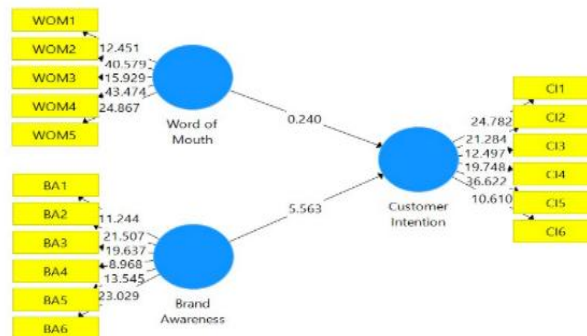 WOM1
WOM2
WOM3
WOM4
WOM5
12.451
40.579
15.929
43.474
24.867
Word of
Mouth
0.240
BA1
BA2
BA3
BA4
BA5
BA6
11.244
21.507
19.637
8.968
13.545
23.029
Brand
Awareness
5.563
Customer
Intention
24.782
21.284
12.497
19.748
36.622
10.610
CI1
CI2
CI3
CI4
CI5
CI6